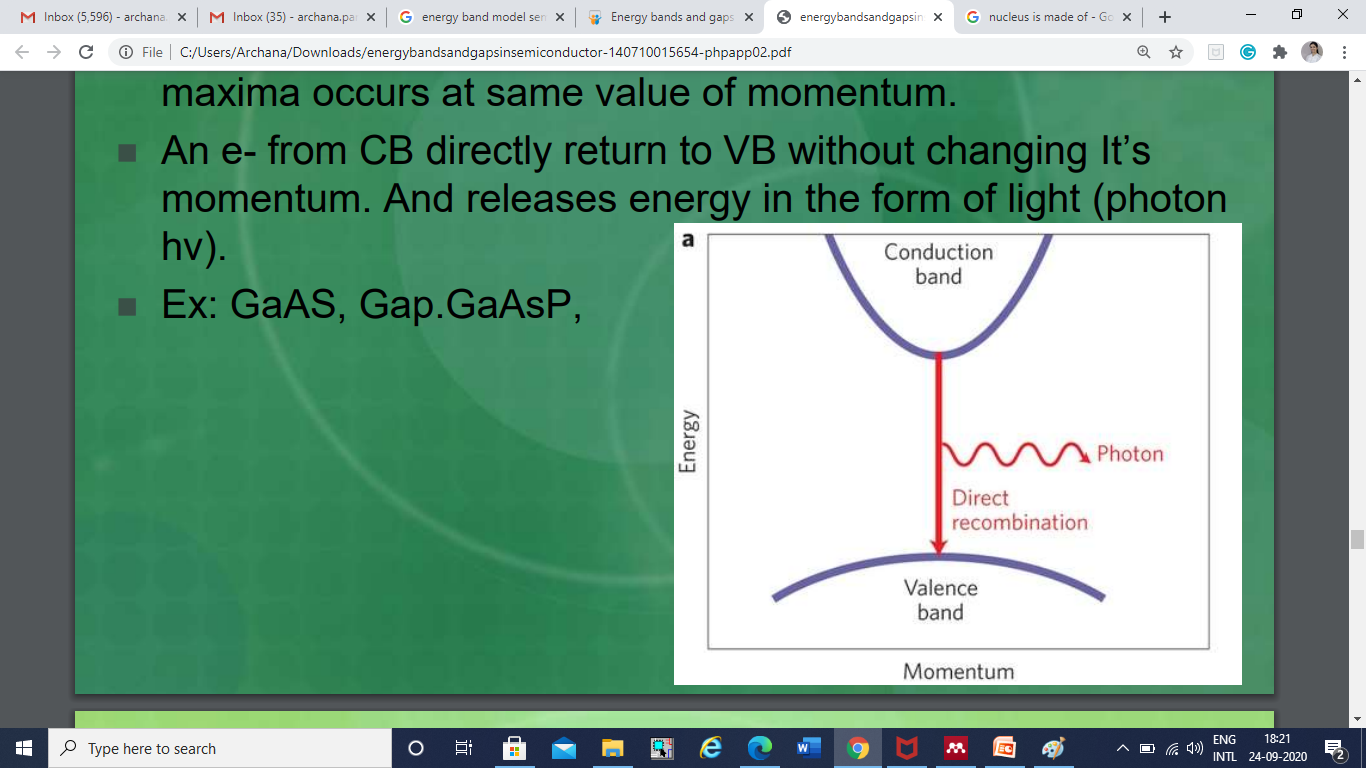 Inbox (5,596) - archana.
Inbox (35) - archana.pa
energy band model sem
Energy bands and gaps
energybandsandgapsin
nucleus is made of - Go
File
C:/Users/Archana/Downloads/energybandsandgapsinsemiconductor-140710015654-phpapp02.pdf
maxima occurs at same value of momentum.
An e- from CB directly return to VB without changing It's
momentum. And releases energy in the form of light (photon
hv).
Ex: GaAS, Gap.GaAsP,
a
Conduction
band
Energy
Photon
Direct
recombination
Valence
band
Momentum
Type here to search
ENG
INTL
18:21
24-09-2020
2